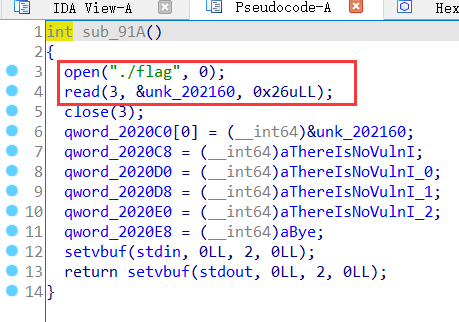 IDA View-A
Pseudocode-A
Hex
1 int sub_91A()
2 {
3 open("./flag", 0);
4 read(3, &unk_202160, 0x26uLL);
5 close(3);
6 qword_2020C0[0] = (__int64)&unk_202160;
7 qword_2020C8 = (__int64)aThereIsNoVulnI;
8 qword_2020D0 = (__int64)aThereIsNoVulnI_0;
9 qword_2020D8 = (__int64)aThereIsNoVulnI_1;
10 qword_2020E0 = (__int64)aThereIsNoVulnI_2;
11 qword_2020E8 = (__int64)aBye;
12 setvbuf(stdin, 0LL, 2, 0LL);
13 return setvbuf(stdout, 0LL, 2, 0LL);
14 }